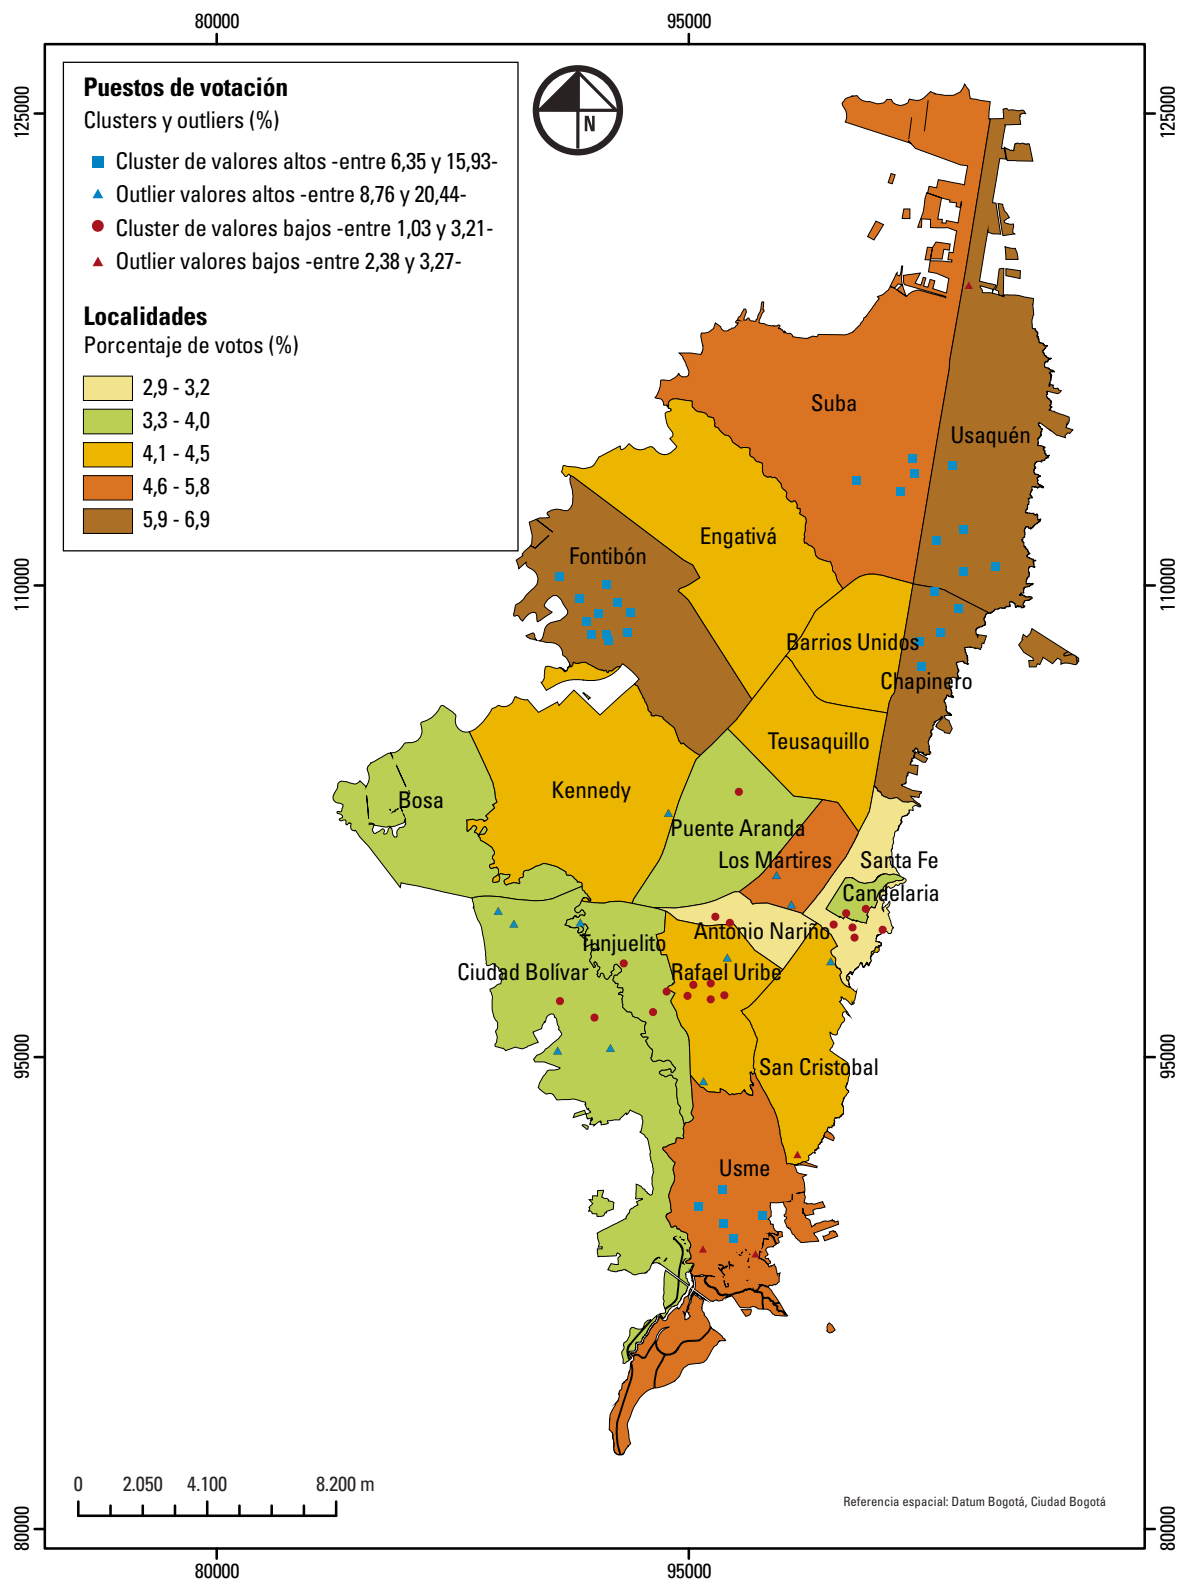 80000 95000
125000 125000
Puestos de votación
Clusters y outliers (%)
Cluster de valores altos -entre 6,35 y 15,93-
Outlier valores altos -entre 8,76 y 20,44-
Cluster de valores bajos -entre 1,03 y 3,21-
Outlier valores bajos -entre 2,38 y 3,27-
Localidades
Porcentaje de votos (%)
2,9 - 3,2
3,3 - 4,0
4,1 - 4,5
4,6 - 5,8
5,9 - 6,9
N
Suba
Usaquén
Engativá
Fontibón
110000 110000
Barrios Unidos
Chapinero
Teusaquillo
Kennedy
Bosa
Puente Aranda
Los Mártires
Santa Fe
Candelaria
Antonio Nariño
Tunjuelito
Ciudad Bolívar
Rafael Uribe
95000 95000
San Cristobal
Usme
0 2.050 4.100 8.200 m
Referencia espacial: Datum Bogotá, Ciudad Bogotá
80000 80000
80000 95000